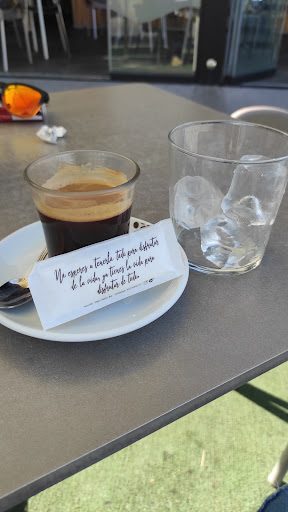 No esperes a tenerlo todo para disfrutar
de la vida, ya tienes la vida para
disfrutar de todo.